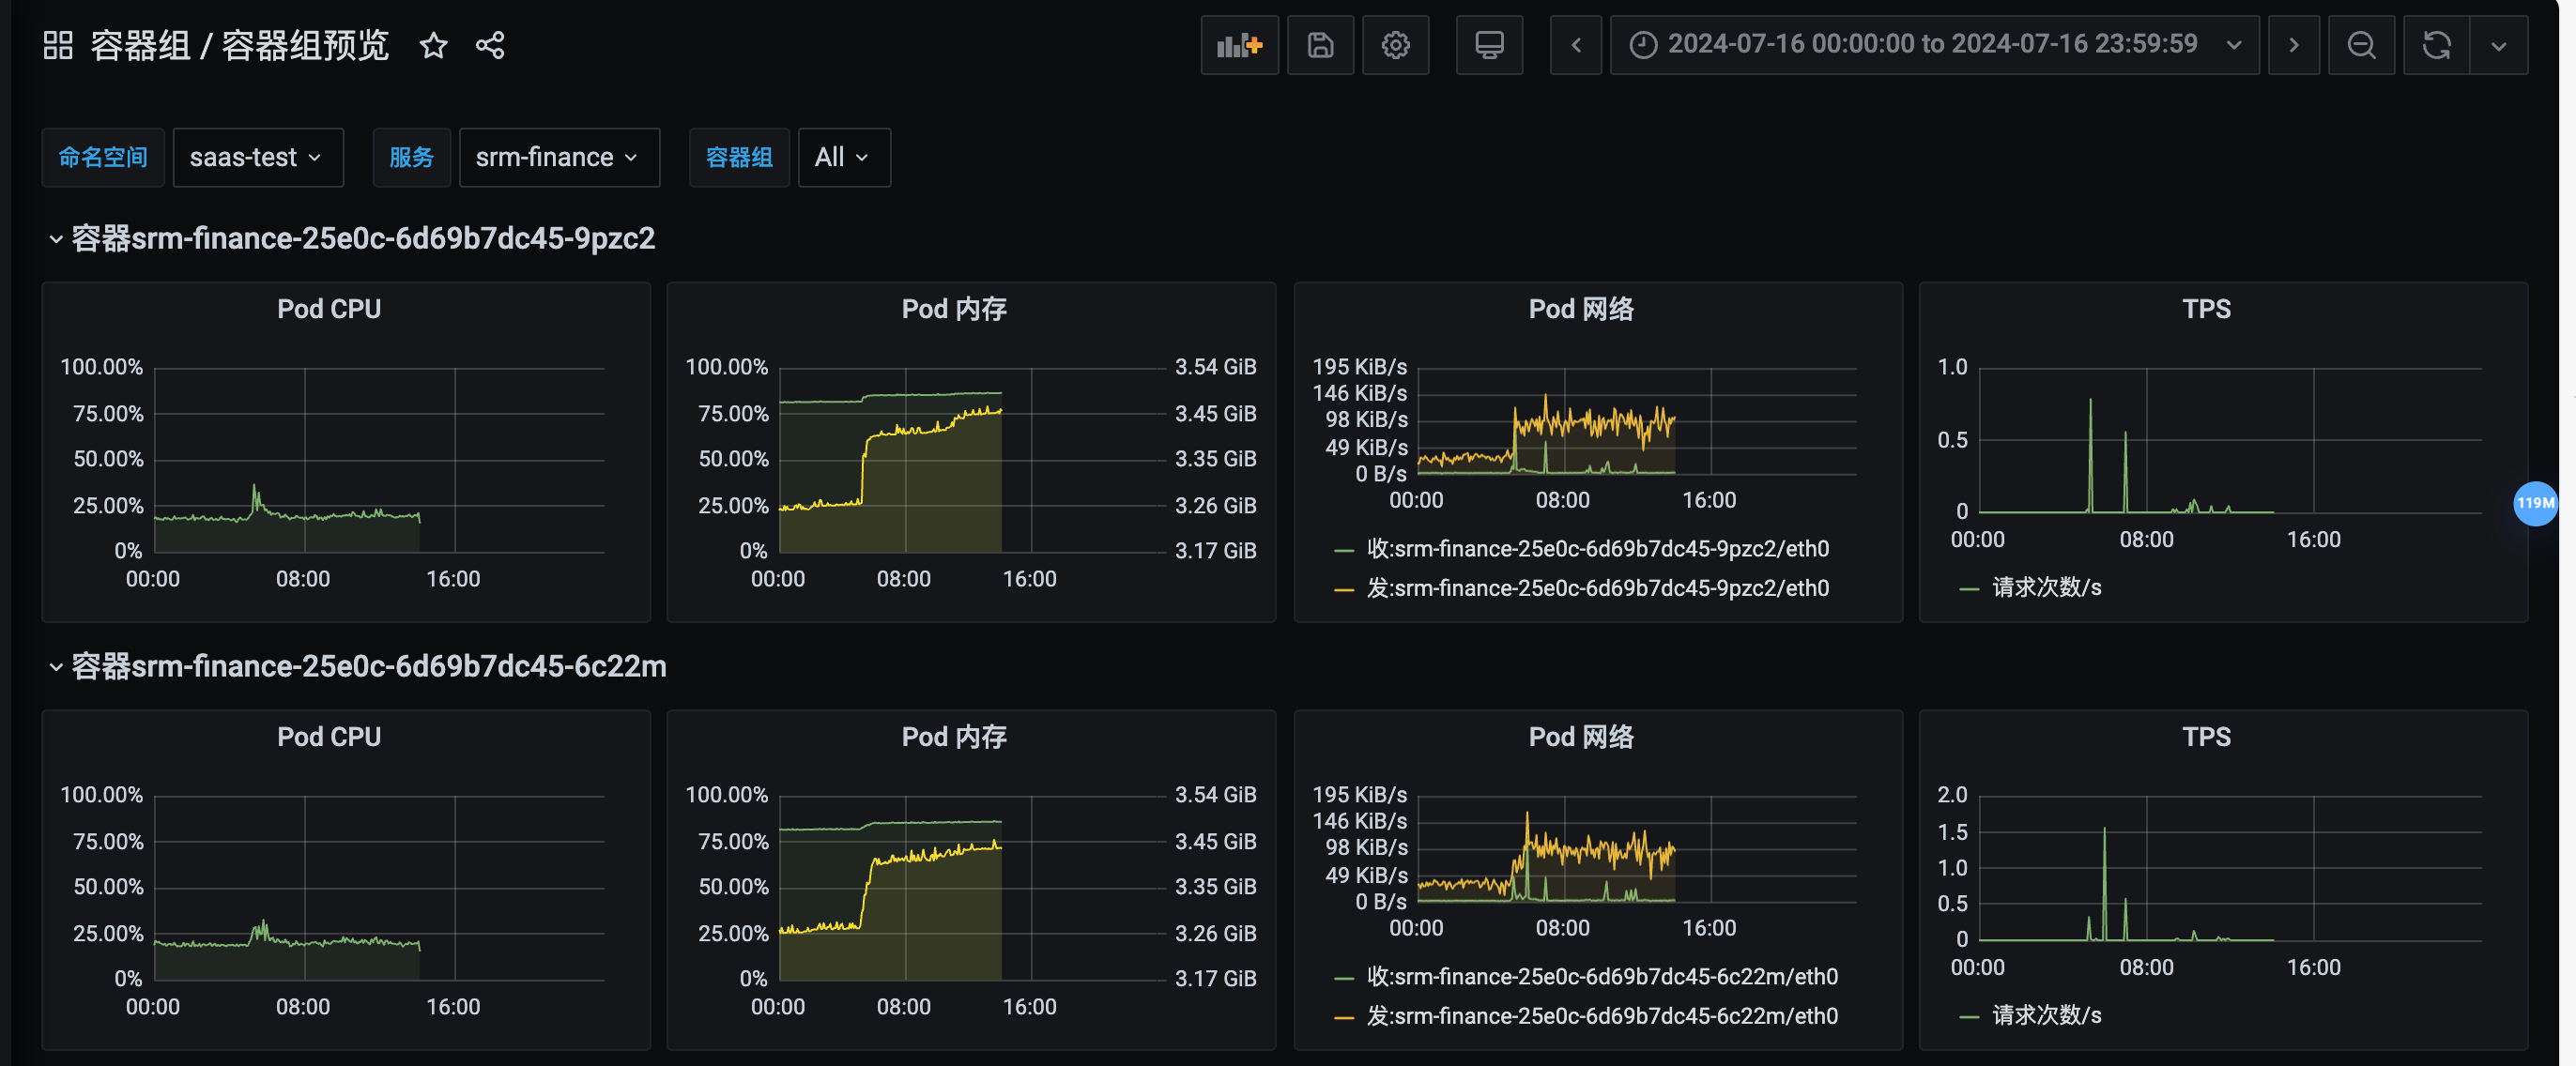 容器组 / 容器组预览
2024-07-16 00:00:00 to 2024-07-16 23:59:59
命名空间 saas-test 服务 srm-finance 容器组 All
容器srm-finance-25e0c-6d69b7dc45-9pzc2
Pod CPU
100.00%
75.00%
50.00%
25.00%
0%
00:00 08:00 16:00
Pod 内存
100.00% 3.54 GiB
75.00% 3.45 GiB
50.00% 3.35 GiB
25.00% 3.26 GiB
0% 3.17 GiB
00:00 08:00 16:00
Pod 网络
195 KiB/s
146 KiB/s
98 KiB/s
49 KiB/s
0 B/s
00:00 08:00 16:00
收:srm-finance-25e0c-6d69b7dc45-9pzc2/eth0
发:srm-finance-25e0c-6d69b7dc45-9pzc2/eth0
TPS
1.0
0.5
0
00:00 08:00 16:00
请求次数/s
119M
容器srm-finance-25e0c-6d69b7dc45-6c22m
Pod CPU
100.00%
75.00%
50.00%
25.00%
0%
00:00 08:00 16:00
Pod 内存
100.00% 3.54 GiB
75.00% 3.45 GiB
50.00% 3.35 GiB
25.00% 3.26 GiB
0% 3.17 GiB
00:00 08:00 16:00
Pod 网络
195 KiB/s
146 KiB/s
98 KiB/s
49 KiB/s
0 B/s
00:00 08:00 16:00
收:srm-finance-25e0c-6d69b7dc45-6c22m/eth0
发:srm-finance-25e0c-6d69b7dc45-6c22m/eth0
TPS
2.0
1.5
1.0
0.5
0
00:00 08:00 16:00
请求次数/s